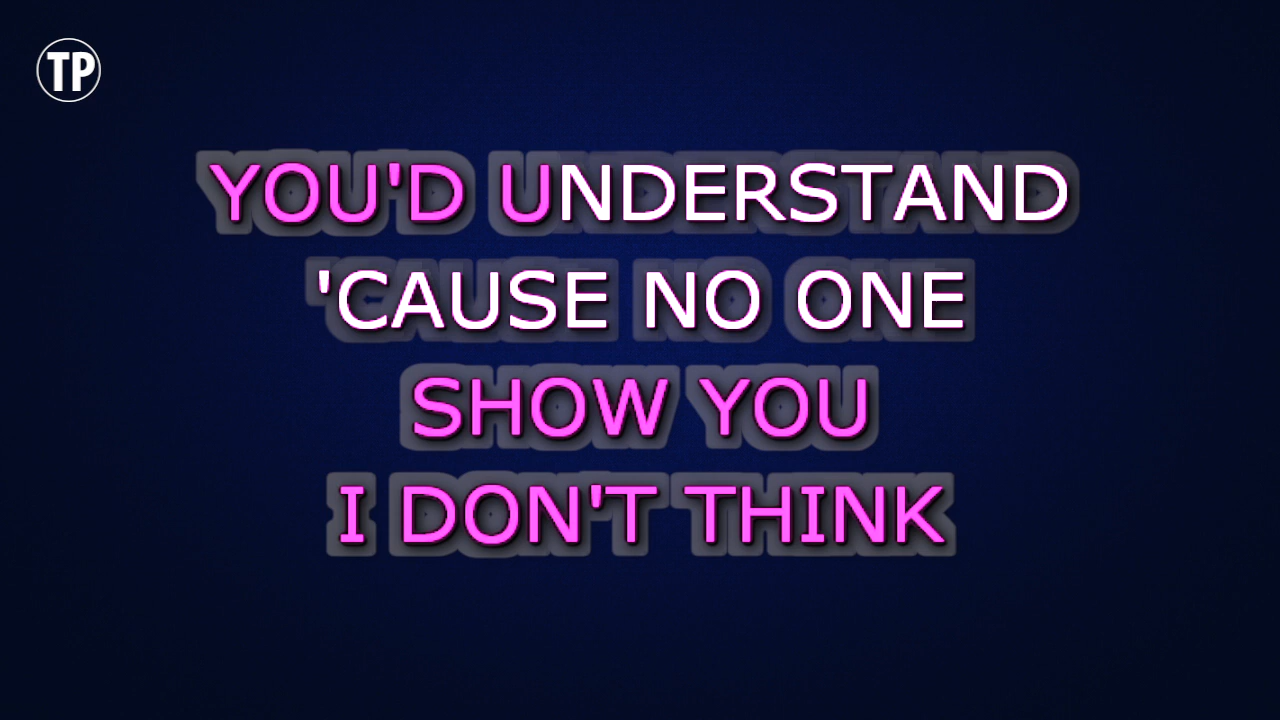 TP
YOU'D UNDERSTAND
'CAUSE NO ONE
SHOW YOU
I DON'T THINK